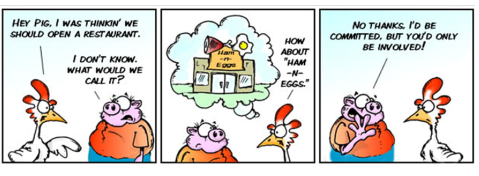 HEY PIG, I WAS THINKIN' WE
SHOULD OPEN A RESTAURANT.
I DON'T KNOW.
WHAT WOULD WE
CALL IT?
Ham
-n-
Eggs
HOW
ABOUT
"HAM
-N-
EGGS."
NO THANKS. I'D BE
COMMITTED, BUT YOU'D ONLY
BE INVOLVED!